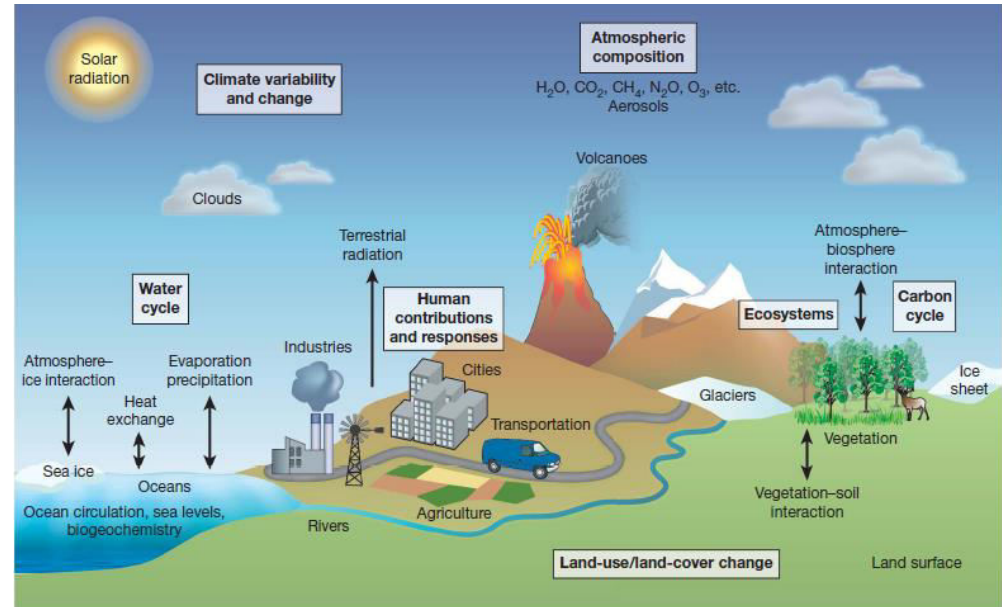 Solar
radiation
Climate variability
and change
Atmospheric
composition
H₂O, CO₂, CH₄, N₂O, O₃, etc.
Aerosols
Clouds
Volcanoes
Terrestrial
radiation
Atmosphere–
biosphere
interaction
Water
cycle
Human
contributions
and responses
Ecosystems
Carbon
cycle
Atmosphere–
ice interaction
Heat
exchange
Evaporation
precipitation
Industries
Cities
Transportation
Glaciers
Ice
sheet
Vegetation
Sea ice
Oceans
Ocean circulation, sea levels,
biogeochemistry
Rivers
Agriculture
Vegetation–soil
interaction
Land-use/land-cover change
Land surface